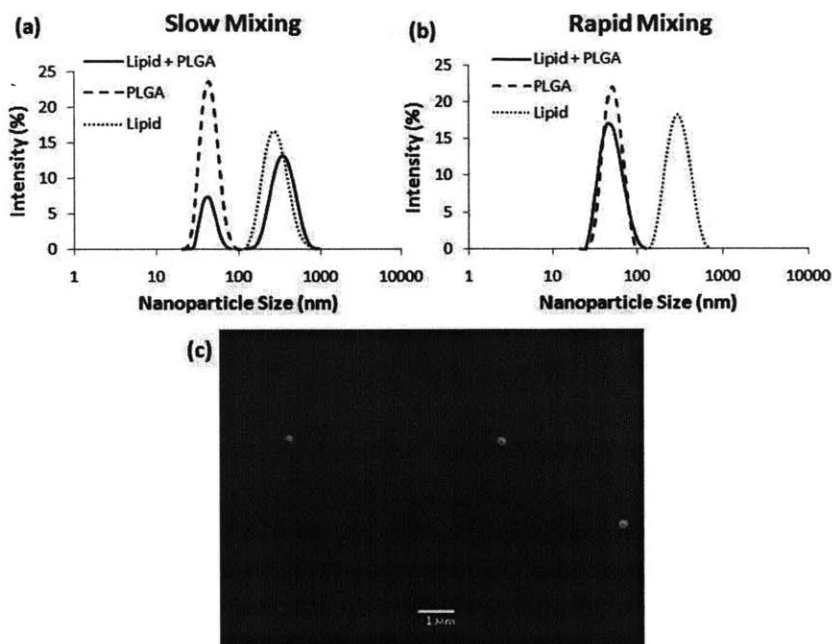 (a) Slow Mixing
Lipid + PLGA
PLGA
Lipid
Intensity (%)
25
20
15
10
5
0
1 10 100 1000 10000
Nanoparticle Size (nm)
(b) Rapid Mixing
Lipid + PLGA
PLGA
Lipid
Intensity (%)
25
20
15
10
5
0
1 10 100 1000 10000
Nanoparticle Size (nm)
(c)
1 µm